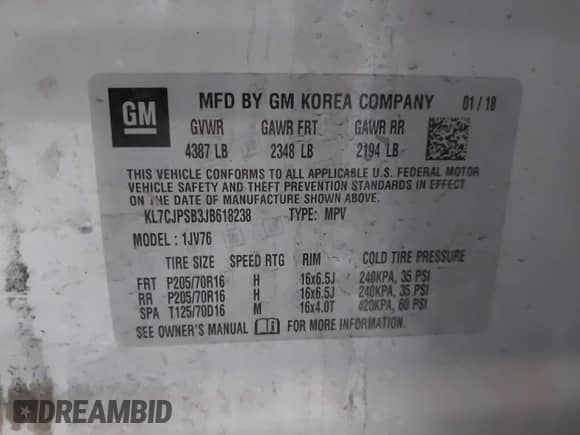 GM
MFD BY GM KOREA COMPANY 01/18
GVWR GAWR FRT GAWR RR
4387 LB 2348 LB 2194 LB
THIS VEHICLE CONFORMS TO ALL APPLICABLE U.S. FEDERAL MOTOR
VEHICLE SAFETY AND THEFT PREVENTION STANDARDS IN EFFECT
ON THE DATE OF MANUFACTURE SHOWN ABOVE.
KL7CJPSB3JB618238 TYPE: MPV
MODEL: 1JV76
TIRE SIZE SPEED RTG RIM COLD TIRE PRESSURE
FRT P205/70R16 H 16x6.5J 240KPA, 35 PSI
RR P205/70R16 H 16x6.5J 240KPA, 35 PSI
SPA T125/70D16 M 16x4.0T 420KPA, 60 PSI
SEE OWNER'S MANUAL FOR MORE INFORMATION.
DREAMBID